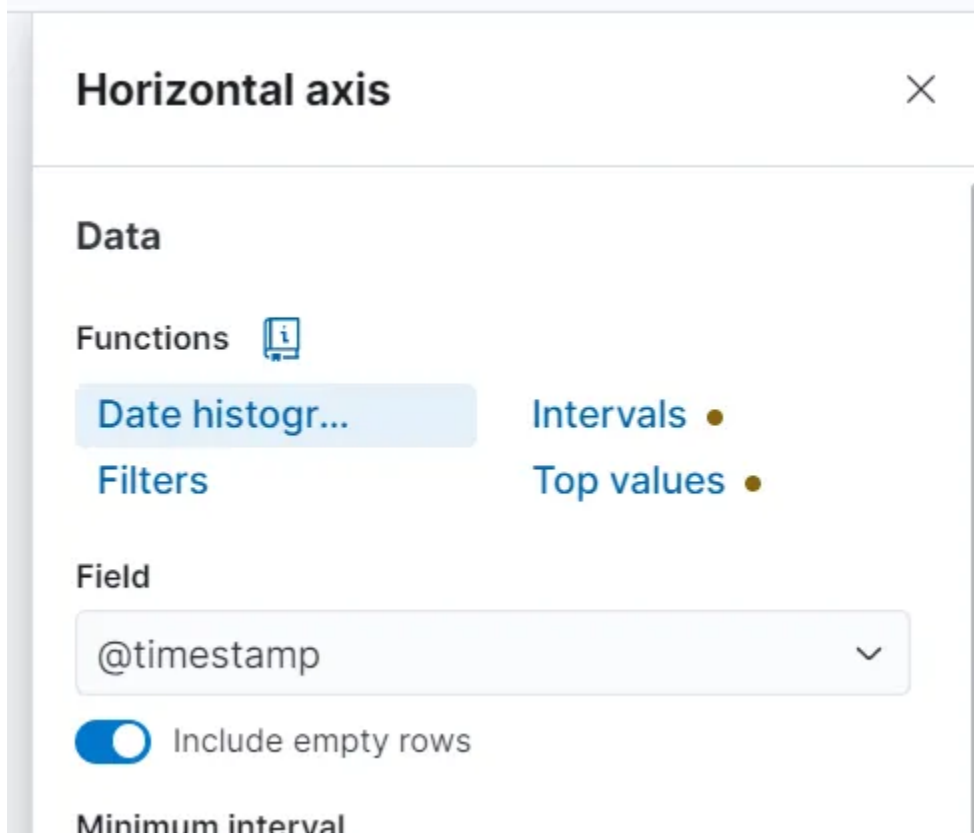 Horizontal axis
Data
Functions
Date histogr... Intervals
Filters Top values
Field
@timestamp
Include empty rows
Minimum interval